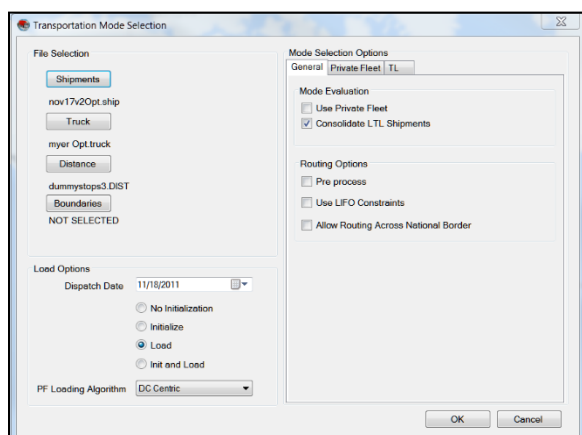 Transportation Mode Selection
File Selection
Shipments
nov17v2Opt.ship
Truck
myer Opt.truck
Distance
dummystops3.DIST
Boundaries
NOT SELECTED
Load Options
Dispatch Date 11/18/2011
No Initialization
Initialize
Load
Init and Load
PF Loading Algorithm DC Centric
Mode Selection Options
General Private Fleet TL
Mode Evaluation
Use Private Fleet
Consolidate LTL Shipments
Routing Options
Pre process
Use LIFO Constraints
Allow Routing Across National Border
OK Cancel